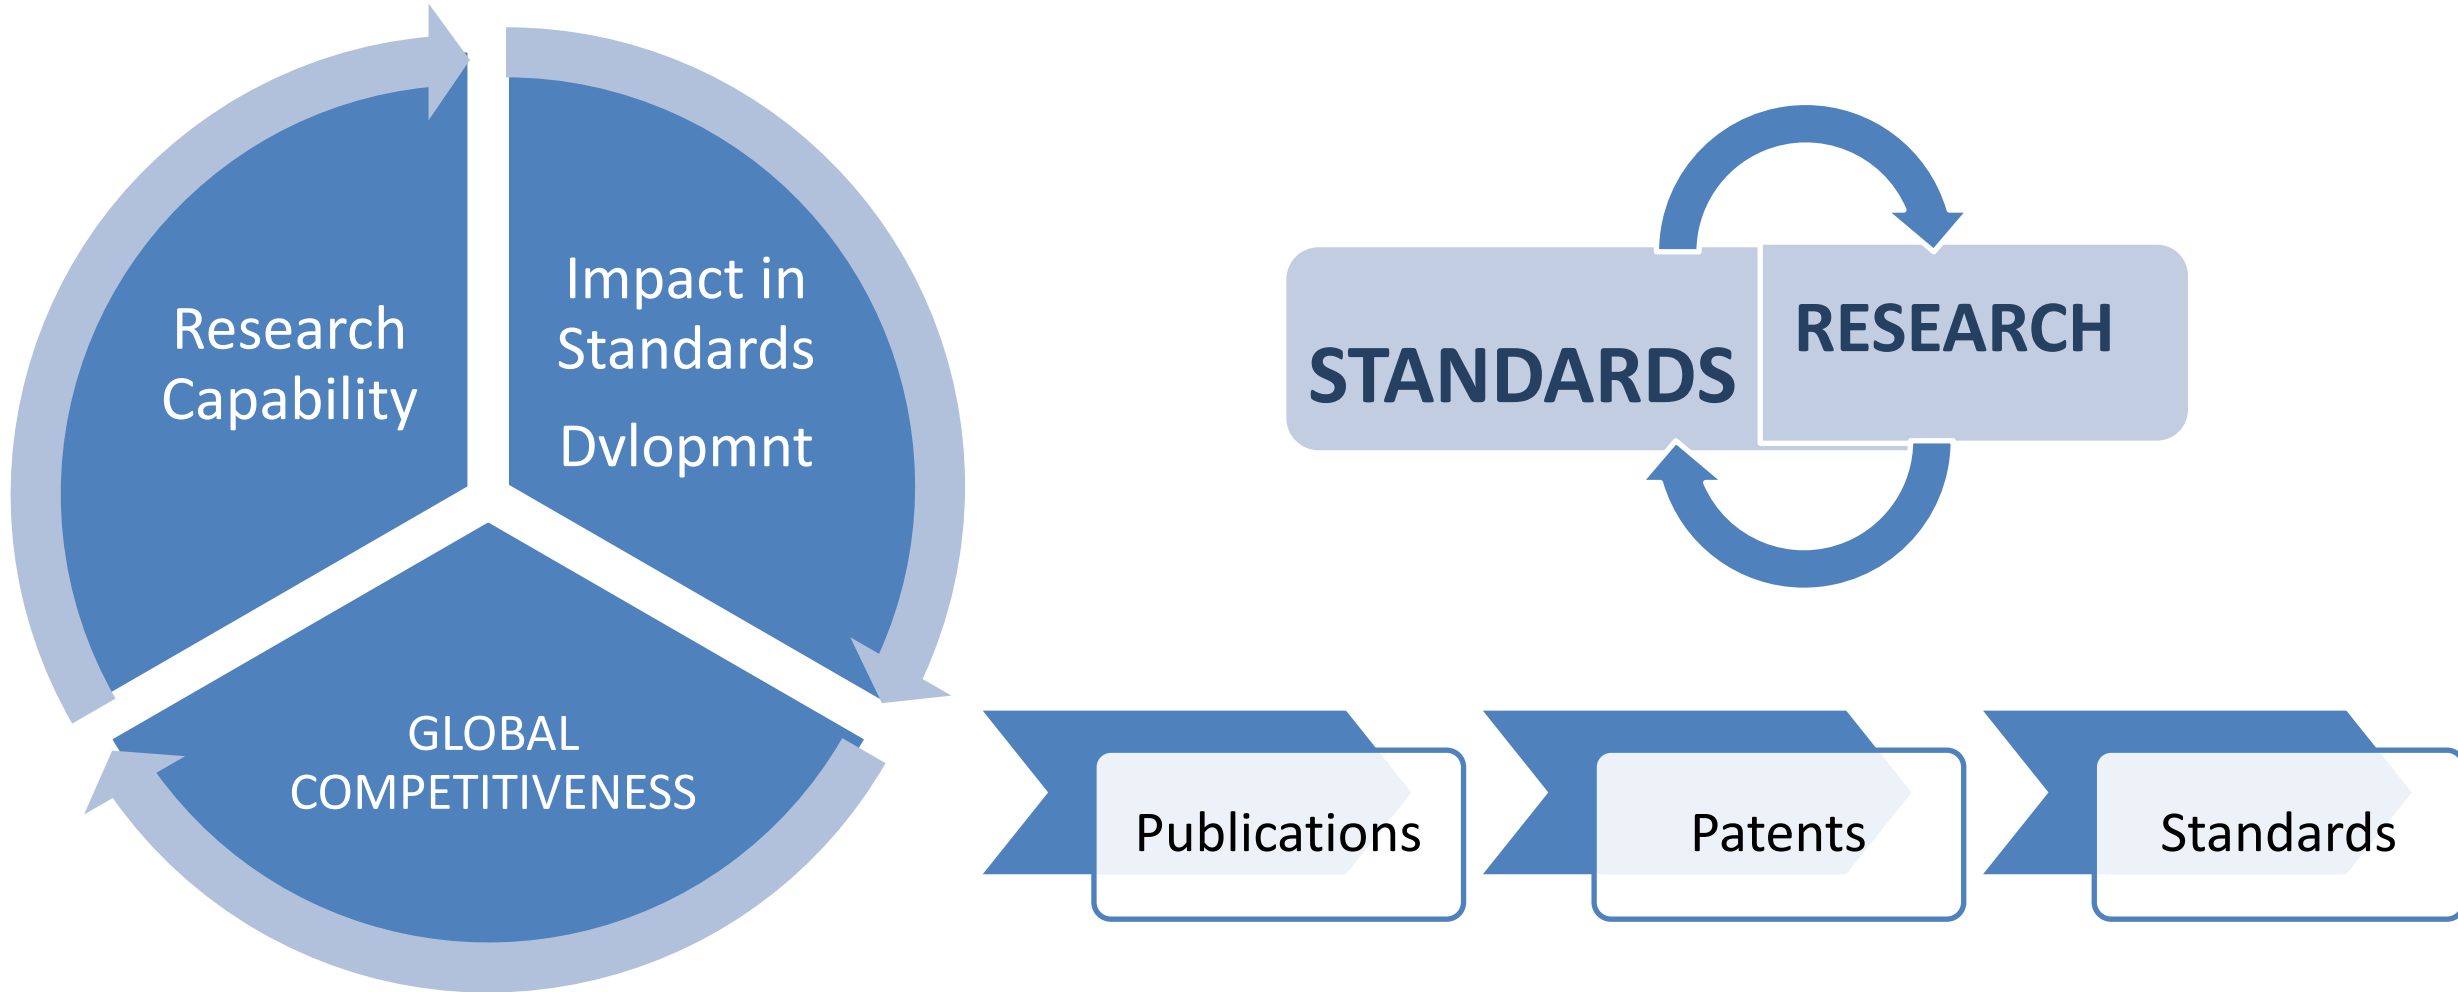 Research
Capability
Impact in
Standards
Dvlopmnt
GLOBAL
COMPETITIVENESS
STANDARDS
RESEARCH
Publications
Patents
Standards